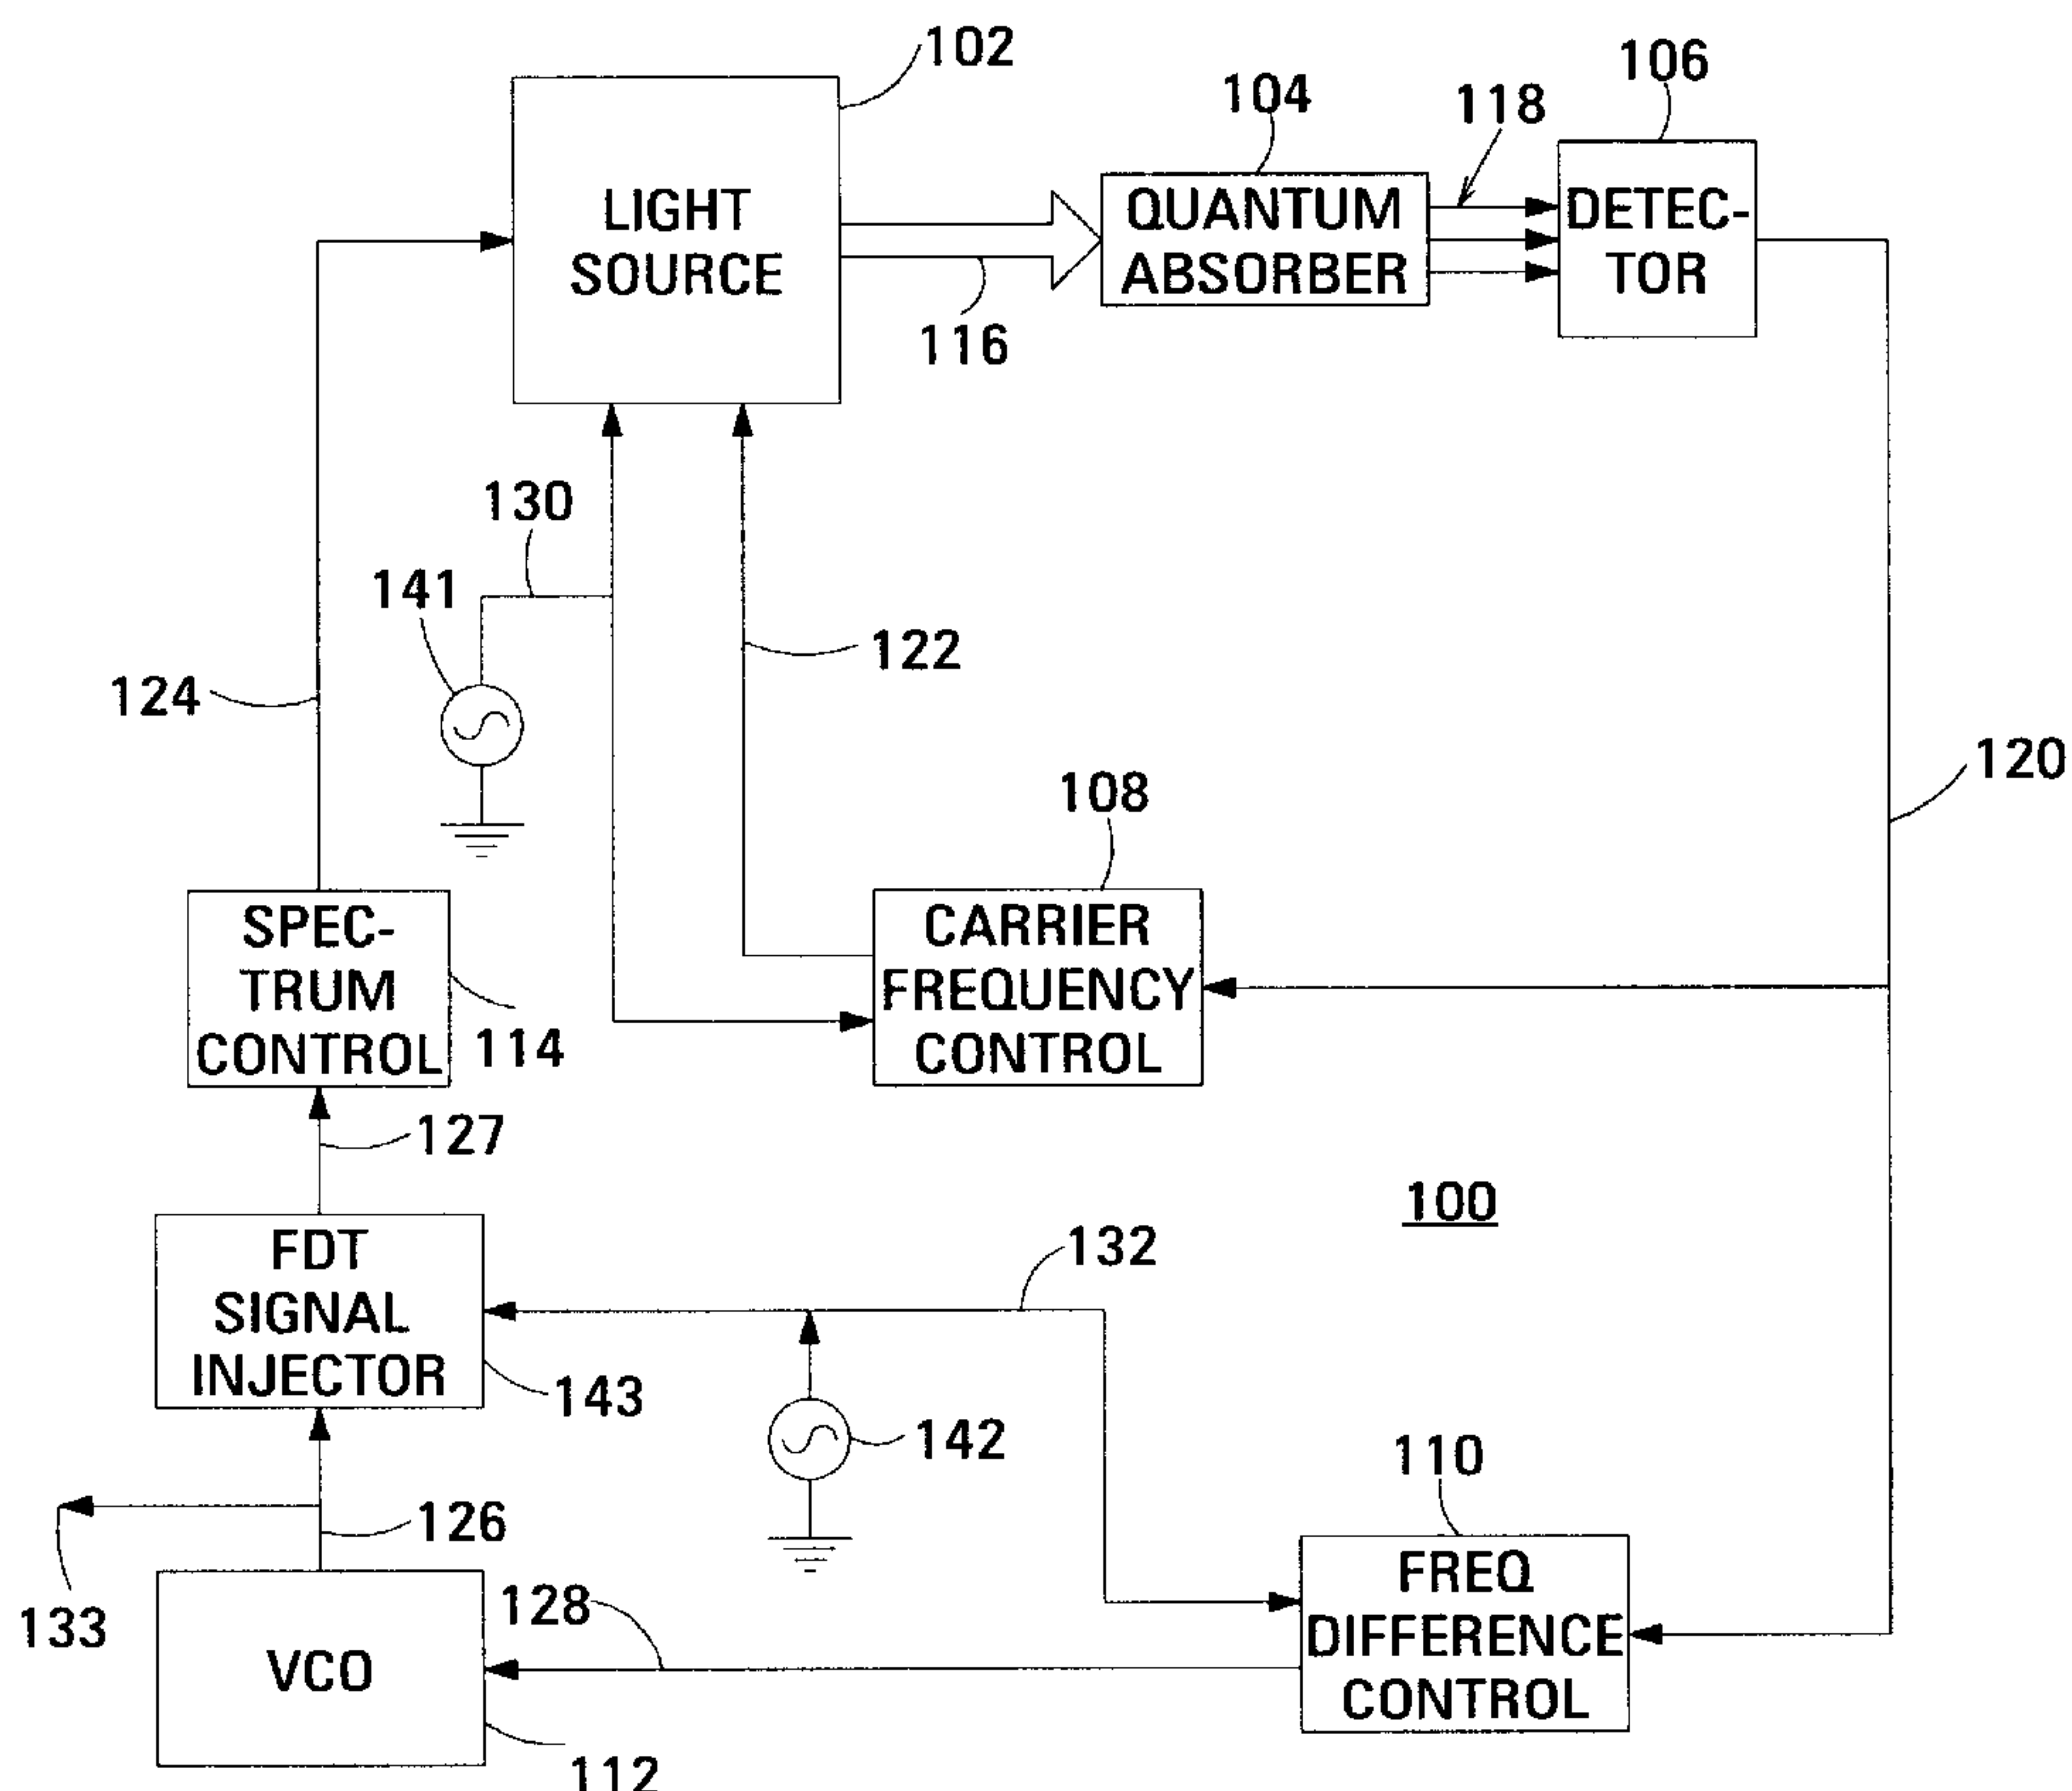 102
106
104
118
LIGHT
SOURCE
QUANTUM
ABSORBER
DETEC-
TOR
116
130
141
122
124
120
108
SPEC-
TRUM
CONTROL
114
CARRIER
FREQUENCY
CONTROL
127
100
132
FDT
SIGNAL
INJECTOR
143
142
110
126
133
128
FREQ
DIFFERENCE
CONTROL
VCO
112